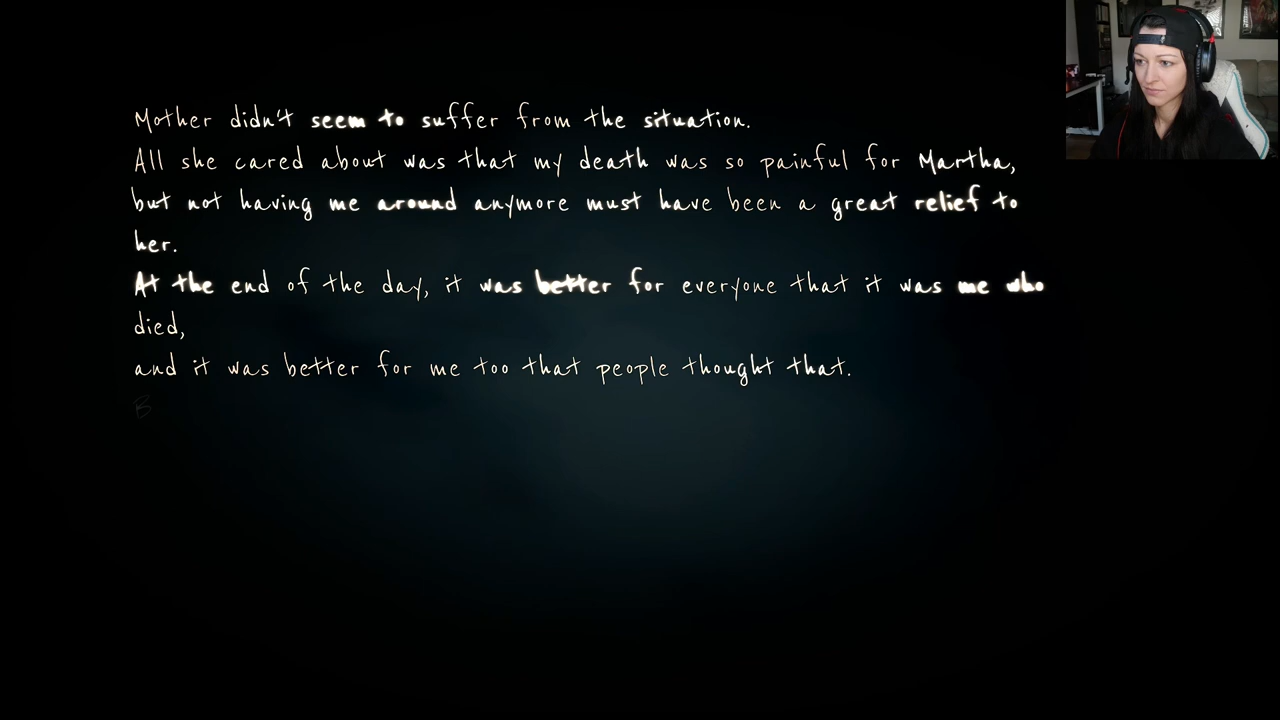 Mother didn't seem to suffer from the situation.
All she cared about was that my death was so painful for Martha,
but not having me around anymore must have been a great relief to
her.
At the end of the day, it was better for everyone that it was me who
died,
and it was better for me too that people thought that.
B